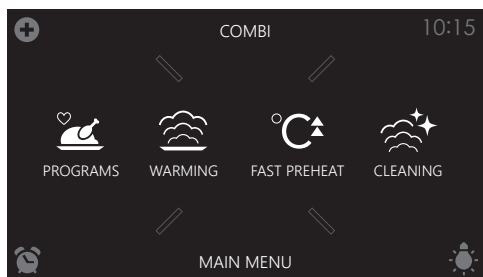 COMBI
10:15
PROGRAMS
WARMING
FAST PREHEAT
CLEANING
MAIN MENU